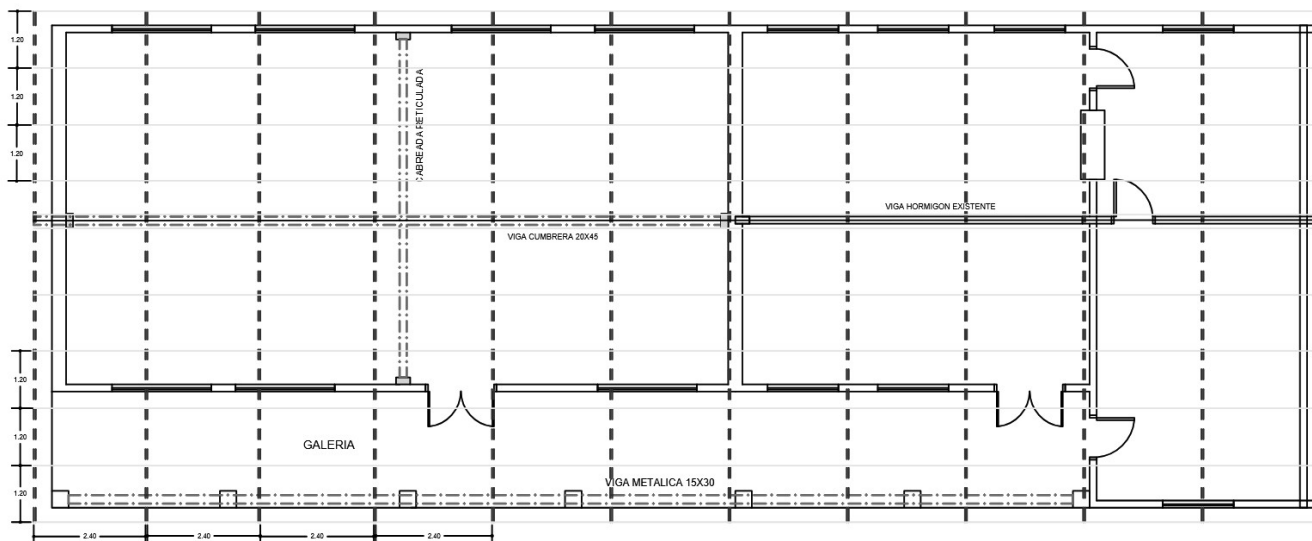 1.20
1.20
1.20
CABREADA RETICULADA
VIGA HORMIGON EXISTENTE
VIGA CUMBRERA 20X45
1.20
1.20
1.20
GALERIA
VIGA METALICA 15X30
2.40
2.40
2.40
2.40